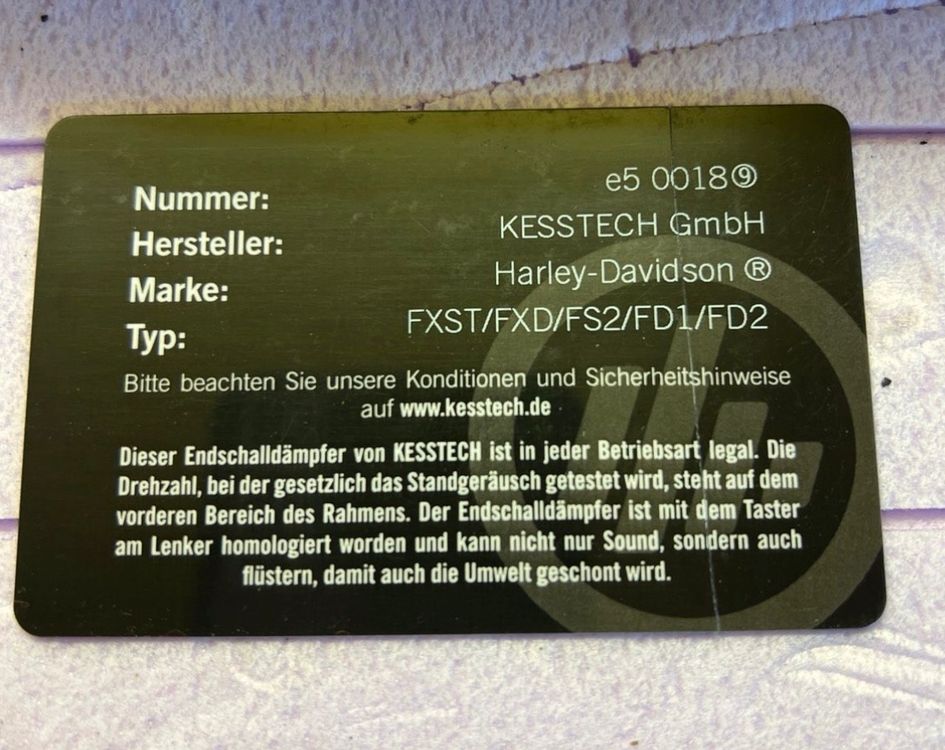 Nummer: e5 0018⑨
Hersteller: KESSTECH GmbH
Marke: Harley-Davidson ®
Typ: FXST/FXD/FS2/FD1/FD2
Bitte beachten Sie unsere Konditionen und Sicherheitshinweise
auf www.kesstech.de
Dieser Endschalldämpfer von KESSTECH ist in jeder Betriebsart legal. Die
Drehzahl, bei der gesetzlich das Standgeräusch getestet wird, steht auf dem
vorderen Bereich des Rahmens. Der Endschalldämpfer ist mit dem Taster
am Lenker homologiert worden und kann nicht nur Sound, sondern auch
flüstern, damit auch die Umwelt geschont wird.